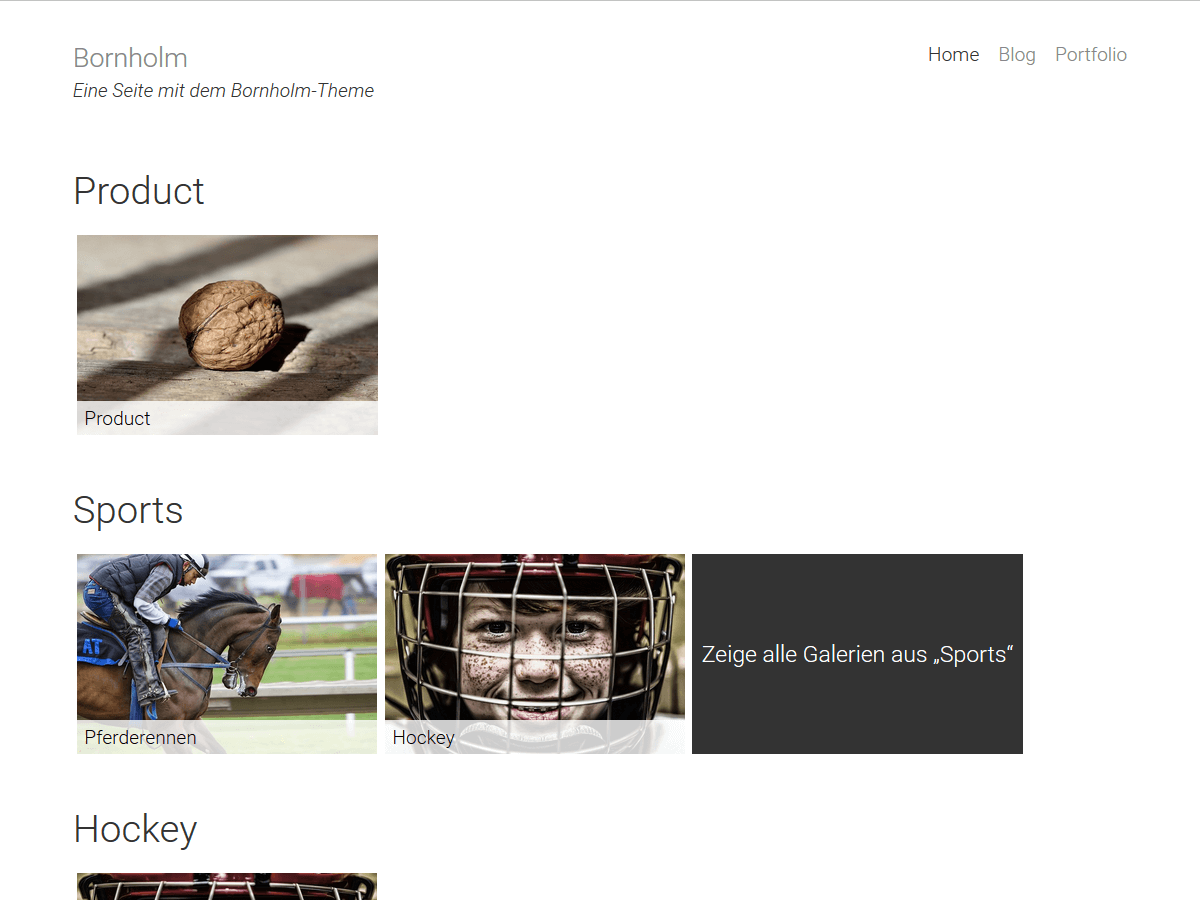 Bornholm
Home Blog Portfolio
Eine Seite mit dem Bornholm-Theme
Product
Product
Sports
AT
Pferderennen
Hockey
Zeige alle Galerien aus „Sports“
Hockey